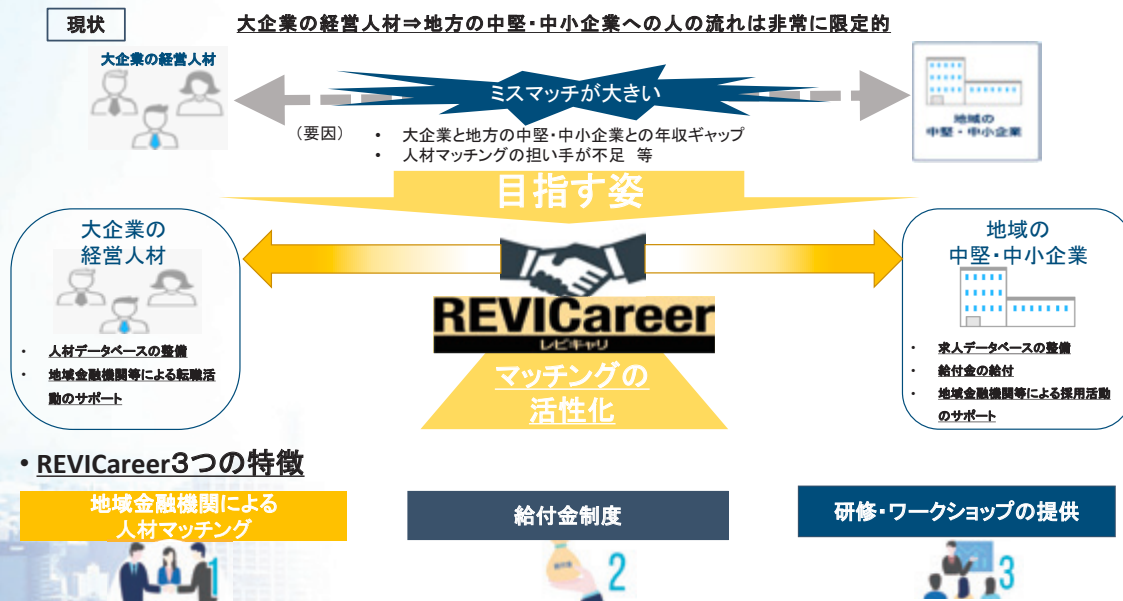 現状
大企業の経営人材⇒地方の中堅・中小企業への人の流れは非常に限定的
大企業の経営人材
ミスマッチが大きい
地域の
中堅・中小企業
（要因）
• 大企業と地方の中堅・中小企業との年収ギャップ
• 人材マッチングの担い手が不足 等
目指す姿
大企業の
経営人材
• 人材データベースの整備
• 地域金融機関等による転職活
動のサポート
REVICareer
レビキャリ
マッチングの
活性化
地域の
中堅・中小企業
• 求人データベースの整備
• 給付金の給付
• 地域金融機関等による採用活動
のサポート
• REVICareer3つの特徴
地域金融機関による
人材マッチング
1
給付金制度
2
研修・ワークショップの提供
3